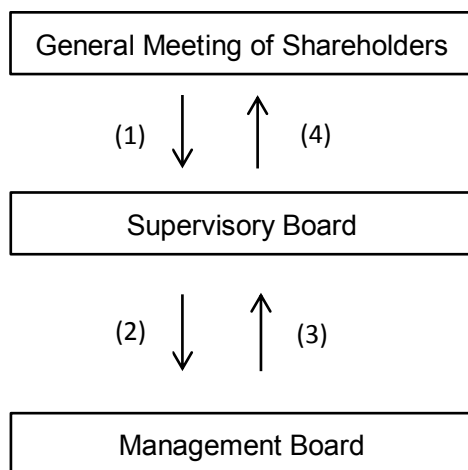 General Meeting of Shareholders
(1) (4)
Supervisory Board
(2) (3)
Management Board